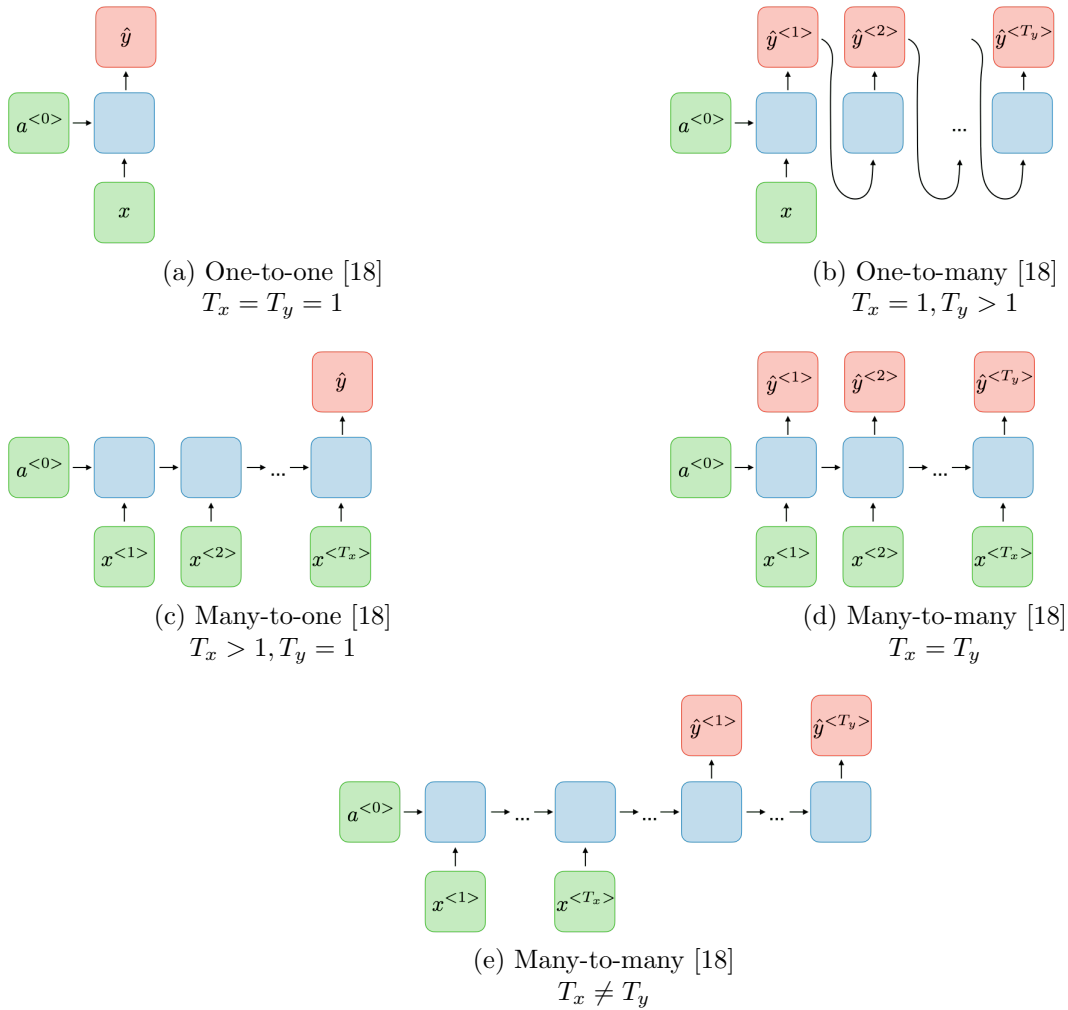 ŷ
a^{<0>}
x
(a) One-to-one [18]
T_x = T_y = 1
ŷ^{<1>} ŷ^{<2>} ŷ^{<T_y>}
a^{<0>} ...
x
(b) One-to-many [18]
T_x = 1, T_y > 1
ŷ
a^{<0>} ...
x^{<1>} x^{<2>} x^{<T_x>}
(c) Many-to-one [18]
T_x > 1, T_y = 1
ŷ^{<1>} ŷ^{<2>} ŷ^{<T_y>}
a^{<0>} ...
x^{<1>} x^{<2>} x^{<T_x>}
(d) Many-to-many [18]
T_x = T_y
ŷ^{<1>} ŷ^{<T_y>}
a^{<0>} ... ... ...
x^{<1>} x^{<T_x>}
(e) Many-to-many [18]
T_x ≠ T_y